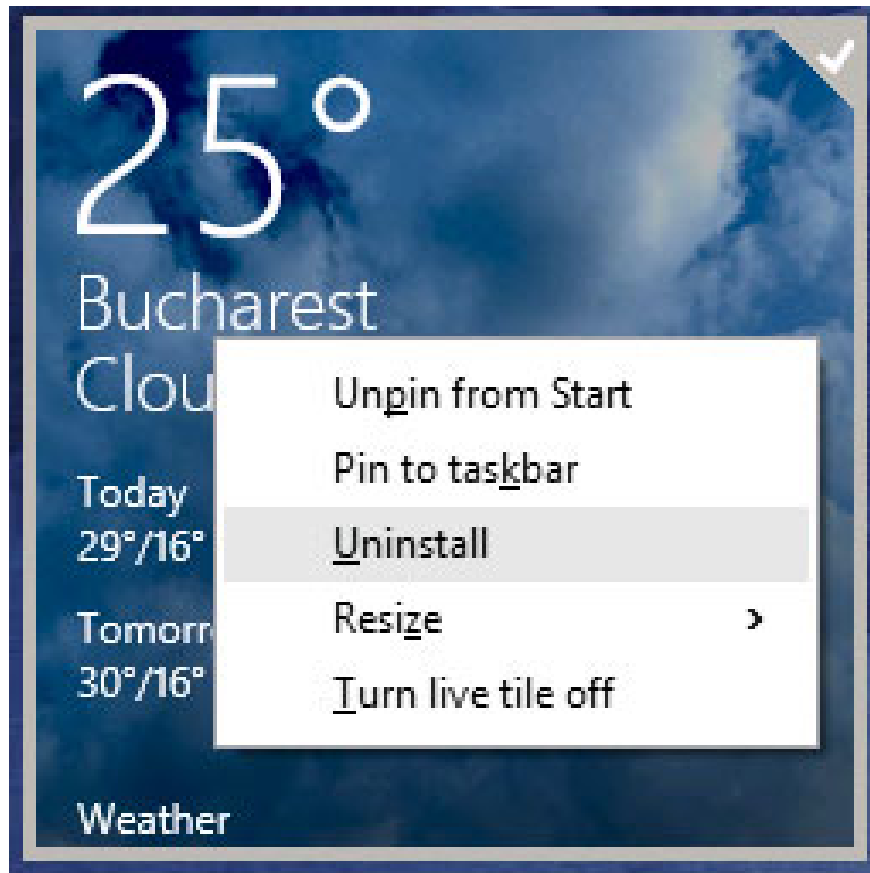 25°
Bucharest
Clou
Unpin from Start
Pin to taskbar
Today
29°/16°
Uninstall
Tomorr
30°/16°
Resize
Turn live tile off
Weather